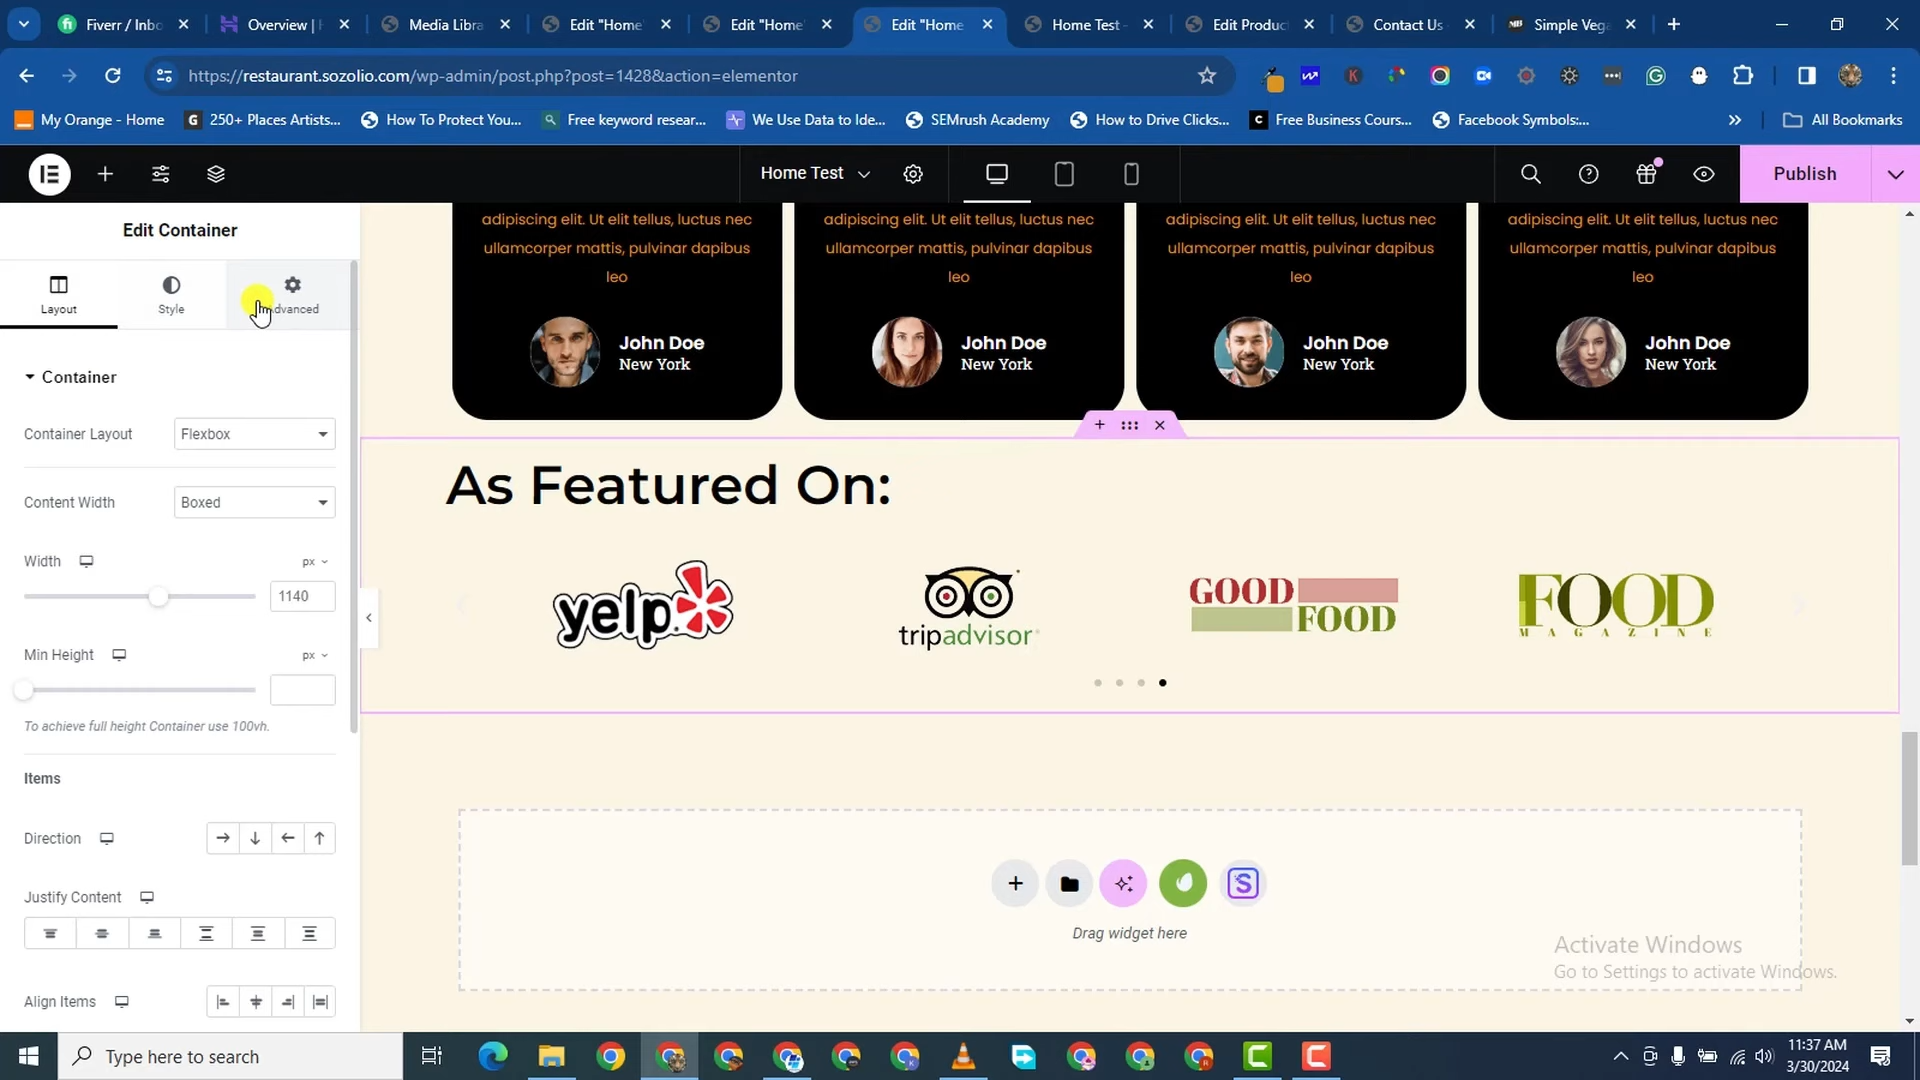 Fiverr / Inbo
Overview |
Media Libra
Edit "Home
Edit "Home
Edit "Home
Home Test -
Edit Produc
Contact Us
MB Simple Vega
https://restaurant.sozolio.com/wp-admin/post.php?post=1428&action=elementor
My Orange - Home
G 250+ Places Artists...
How To Protect You...
Free keyword resear...
We Use Data to Ide...
SEMrush Academy
How to Drive Clicks...
C Free Business Cours...
Facebook Symbols:...
All Bookmarks
Home Test
Publish
Edit Container
Layout
Style
Advanced
Container
Container Layout
Flexbox
Content Width
Boxed
Width
px
1140
Min Height
px
To achieve full height Container use 100vh.
Items
Direction
Justify Content
Align Items
adipiscing elit. Ut elit tellus, luctus nec
ullamcorper mattis, pulvinar dapibus
leo
John Doe
New York
adipiscing elit. Ut elit tellus, luctus nec
ullamcorper mattis, pulvinar dapibus
leo
John Doe
New York
adipiscing elit. Ut elit tellus, luctus nec
ullamcorper mattis, pulvinar dapibus
leo
John Doe
New York
adipiscing elit. Ut elit tellus, luctus nec
ullamcorper mattis, pulvinar dapibus
leo
John Doe
New York
As Featured On:
yelp
tripadvisor
GOOD
FOOD
FOOD
MAGAZINE
Drag widget here
Activate Windows
Go to Settings to activate Windows.
Type here to search
11:37 AM
3/30/2024